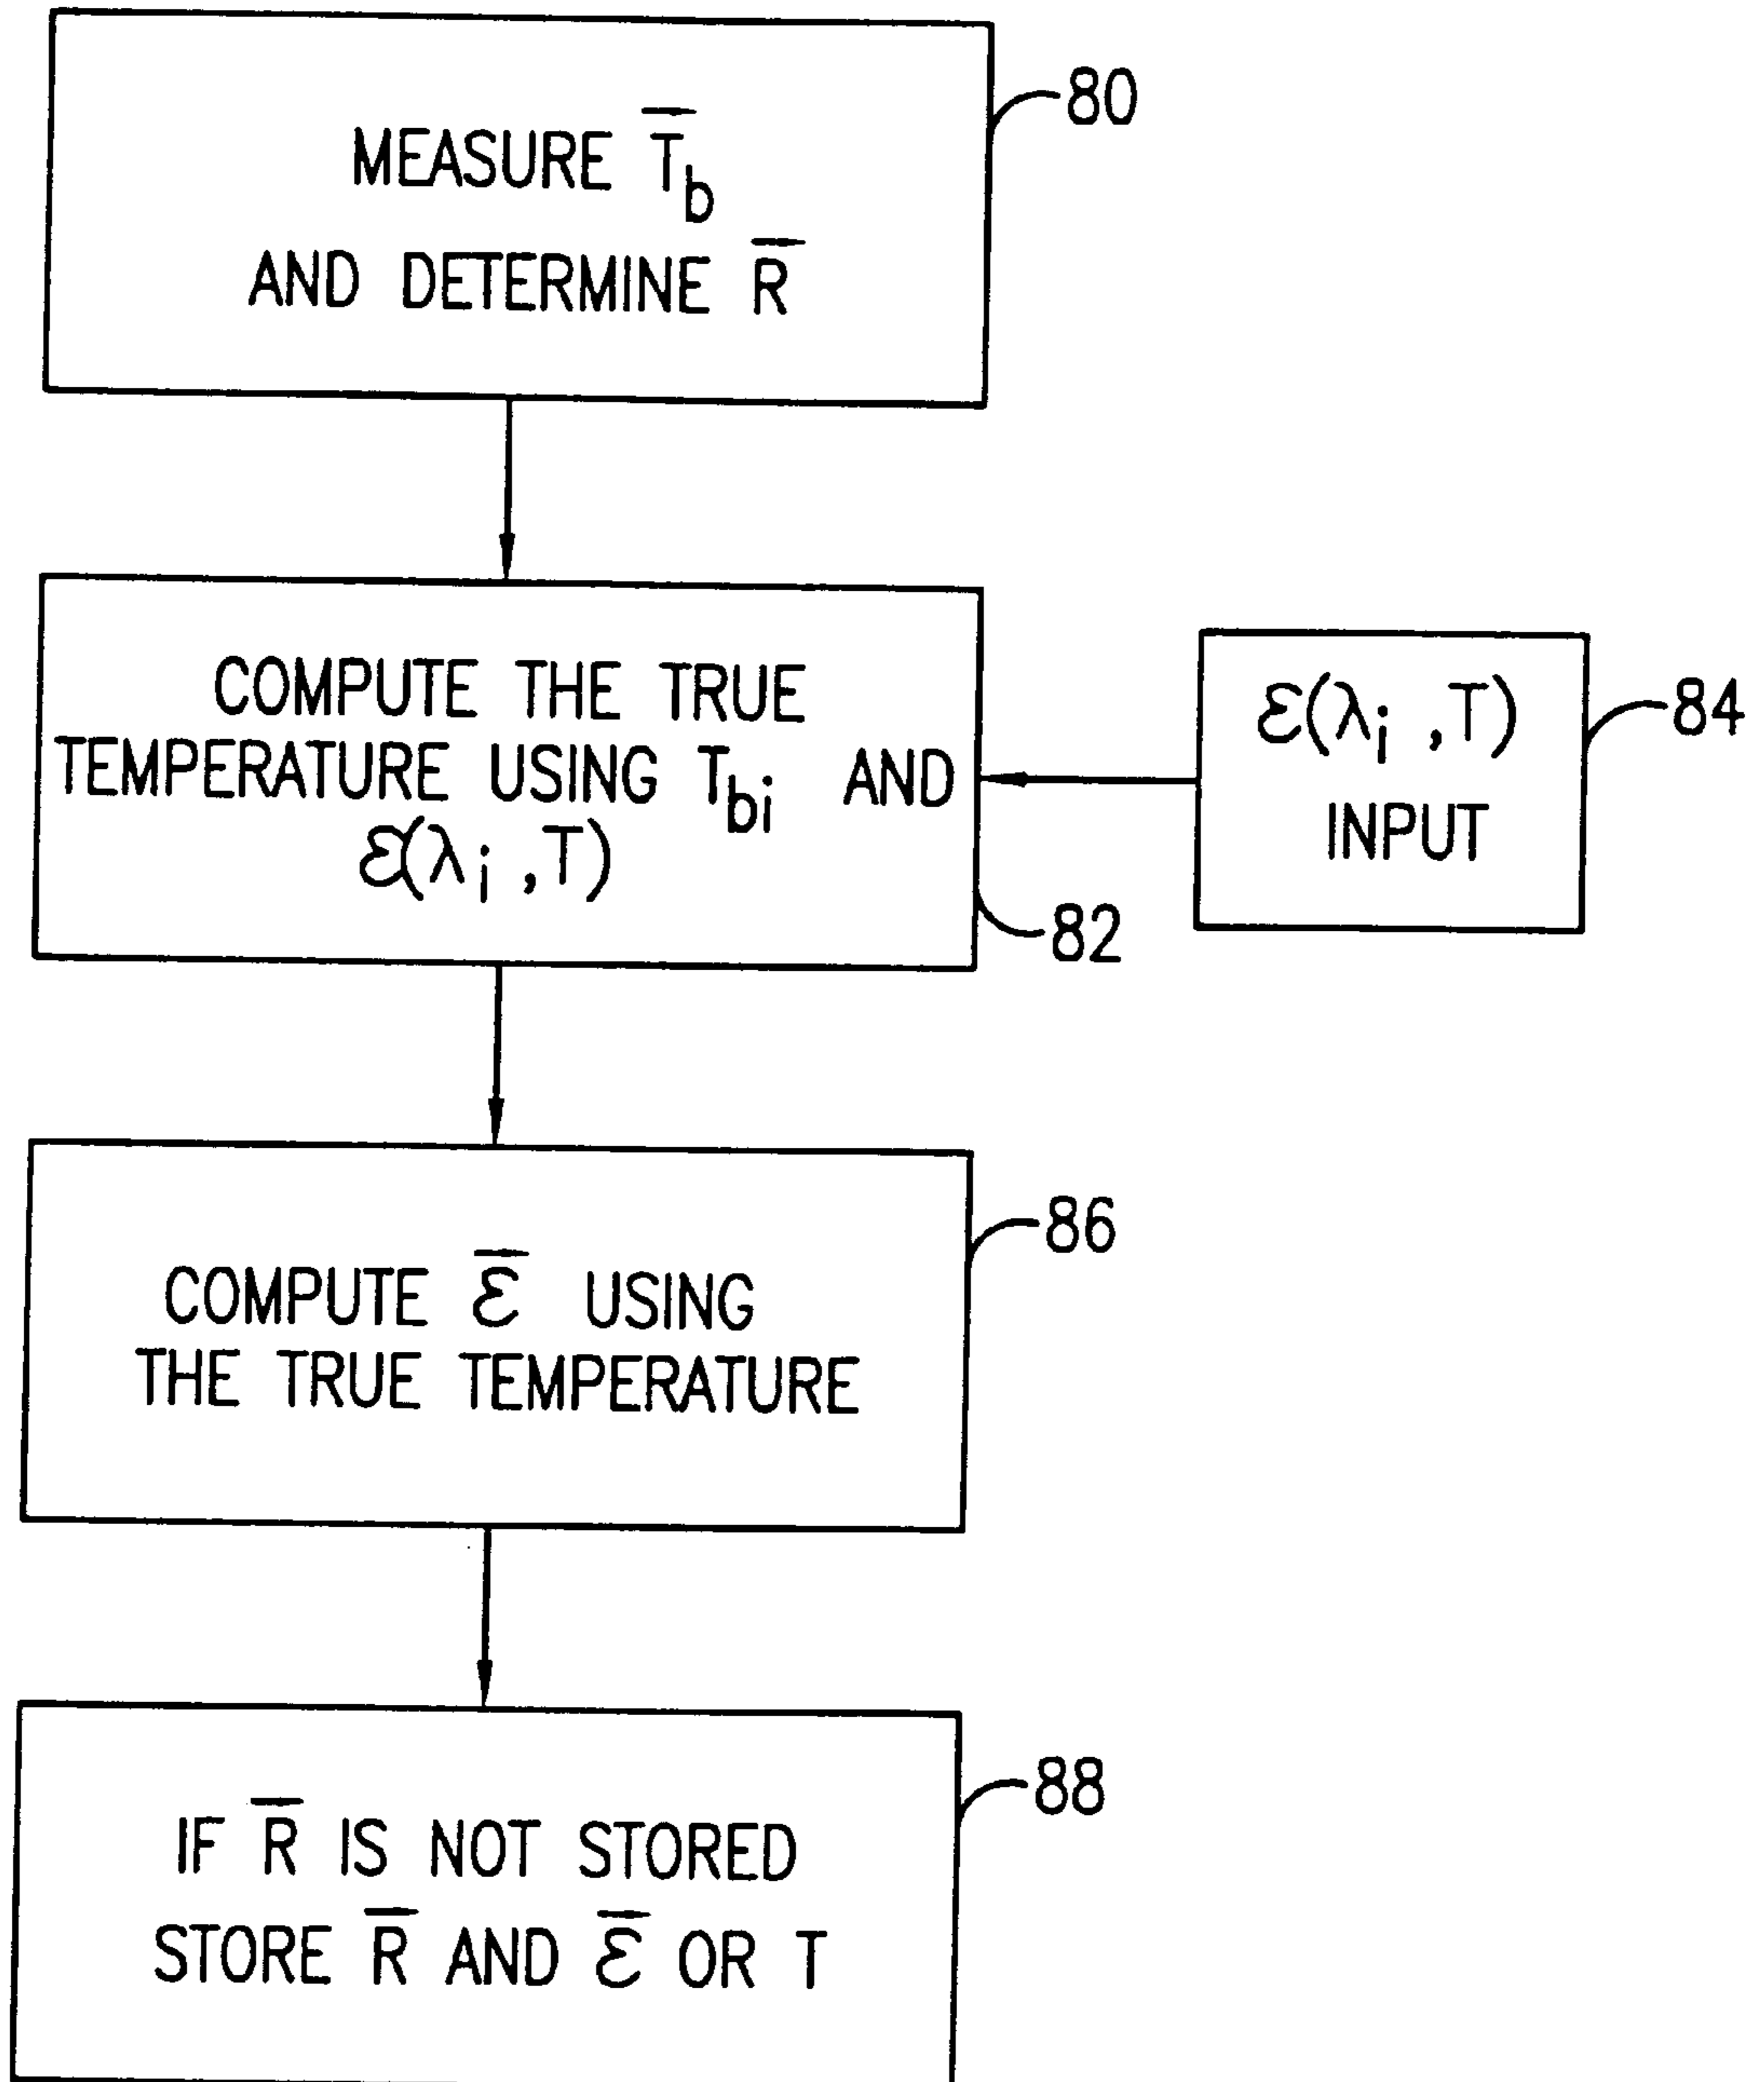 MEASURE T̅b
AND DETERMINE R̅
80
COMPUTE THE TRUE
TEMPERATURE USING Tbi AND
ε(λi ,T)
82
ε(λi ,T)
INPUT
84
COMPUTE ε̅ USING
THE TRUE TEMPERATURE
86
IF R̅ IS NOT STORED
STORE R̅ AND ε̅ OR T
88